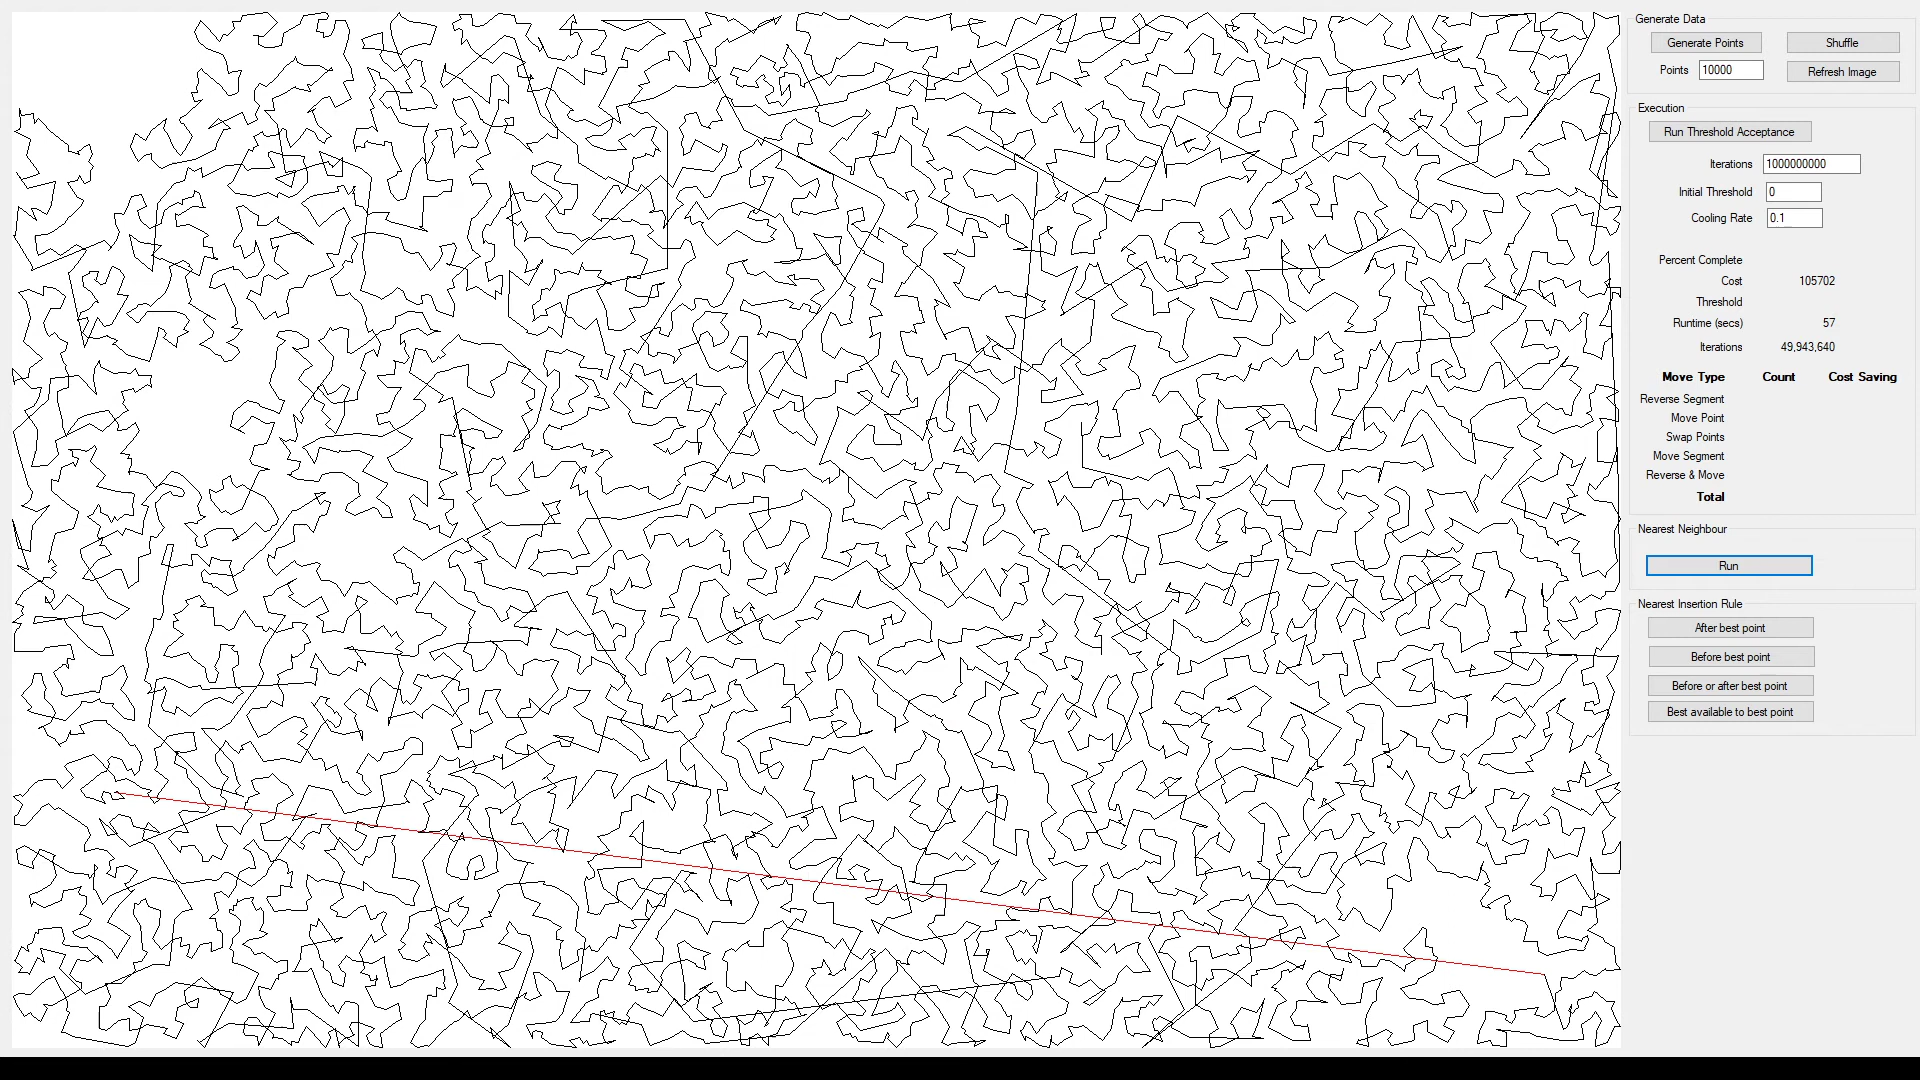 Generate Data
Generate Points Shuffle
Points 10000 Refresh Image
Execution
Run Threshold Acceptance
Iterations 1000000000
Initial Threshold 0
Cooling Rate 0.1
Percent Complete
Cost 105702
Threshold
Runtime (secs) 57
Iterations 49,943,640
Move Type Count Cost Saving
Reverse Segment
Move Point
Swap Points
Move Segment
Reverse & Move
Total
Nearest Neighbour
Run
Nearest Insertion Rule
After best point
Before best point
Before or after best point
Best available to best point